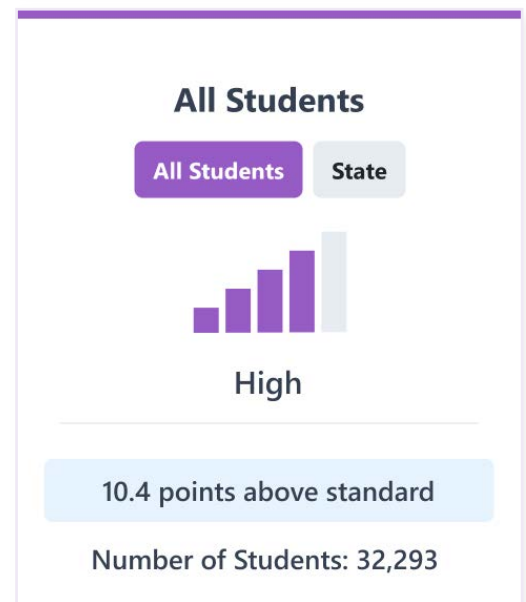 All Students
All Students State
High
10.4 points above standard
Number of Students: 32,293